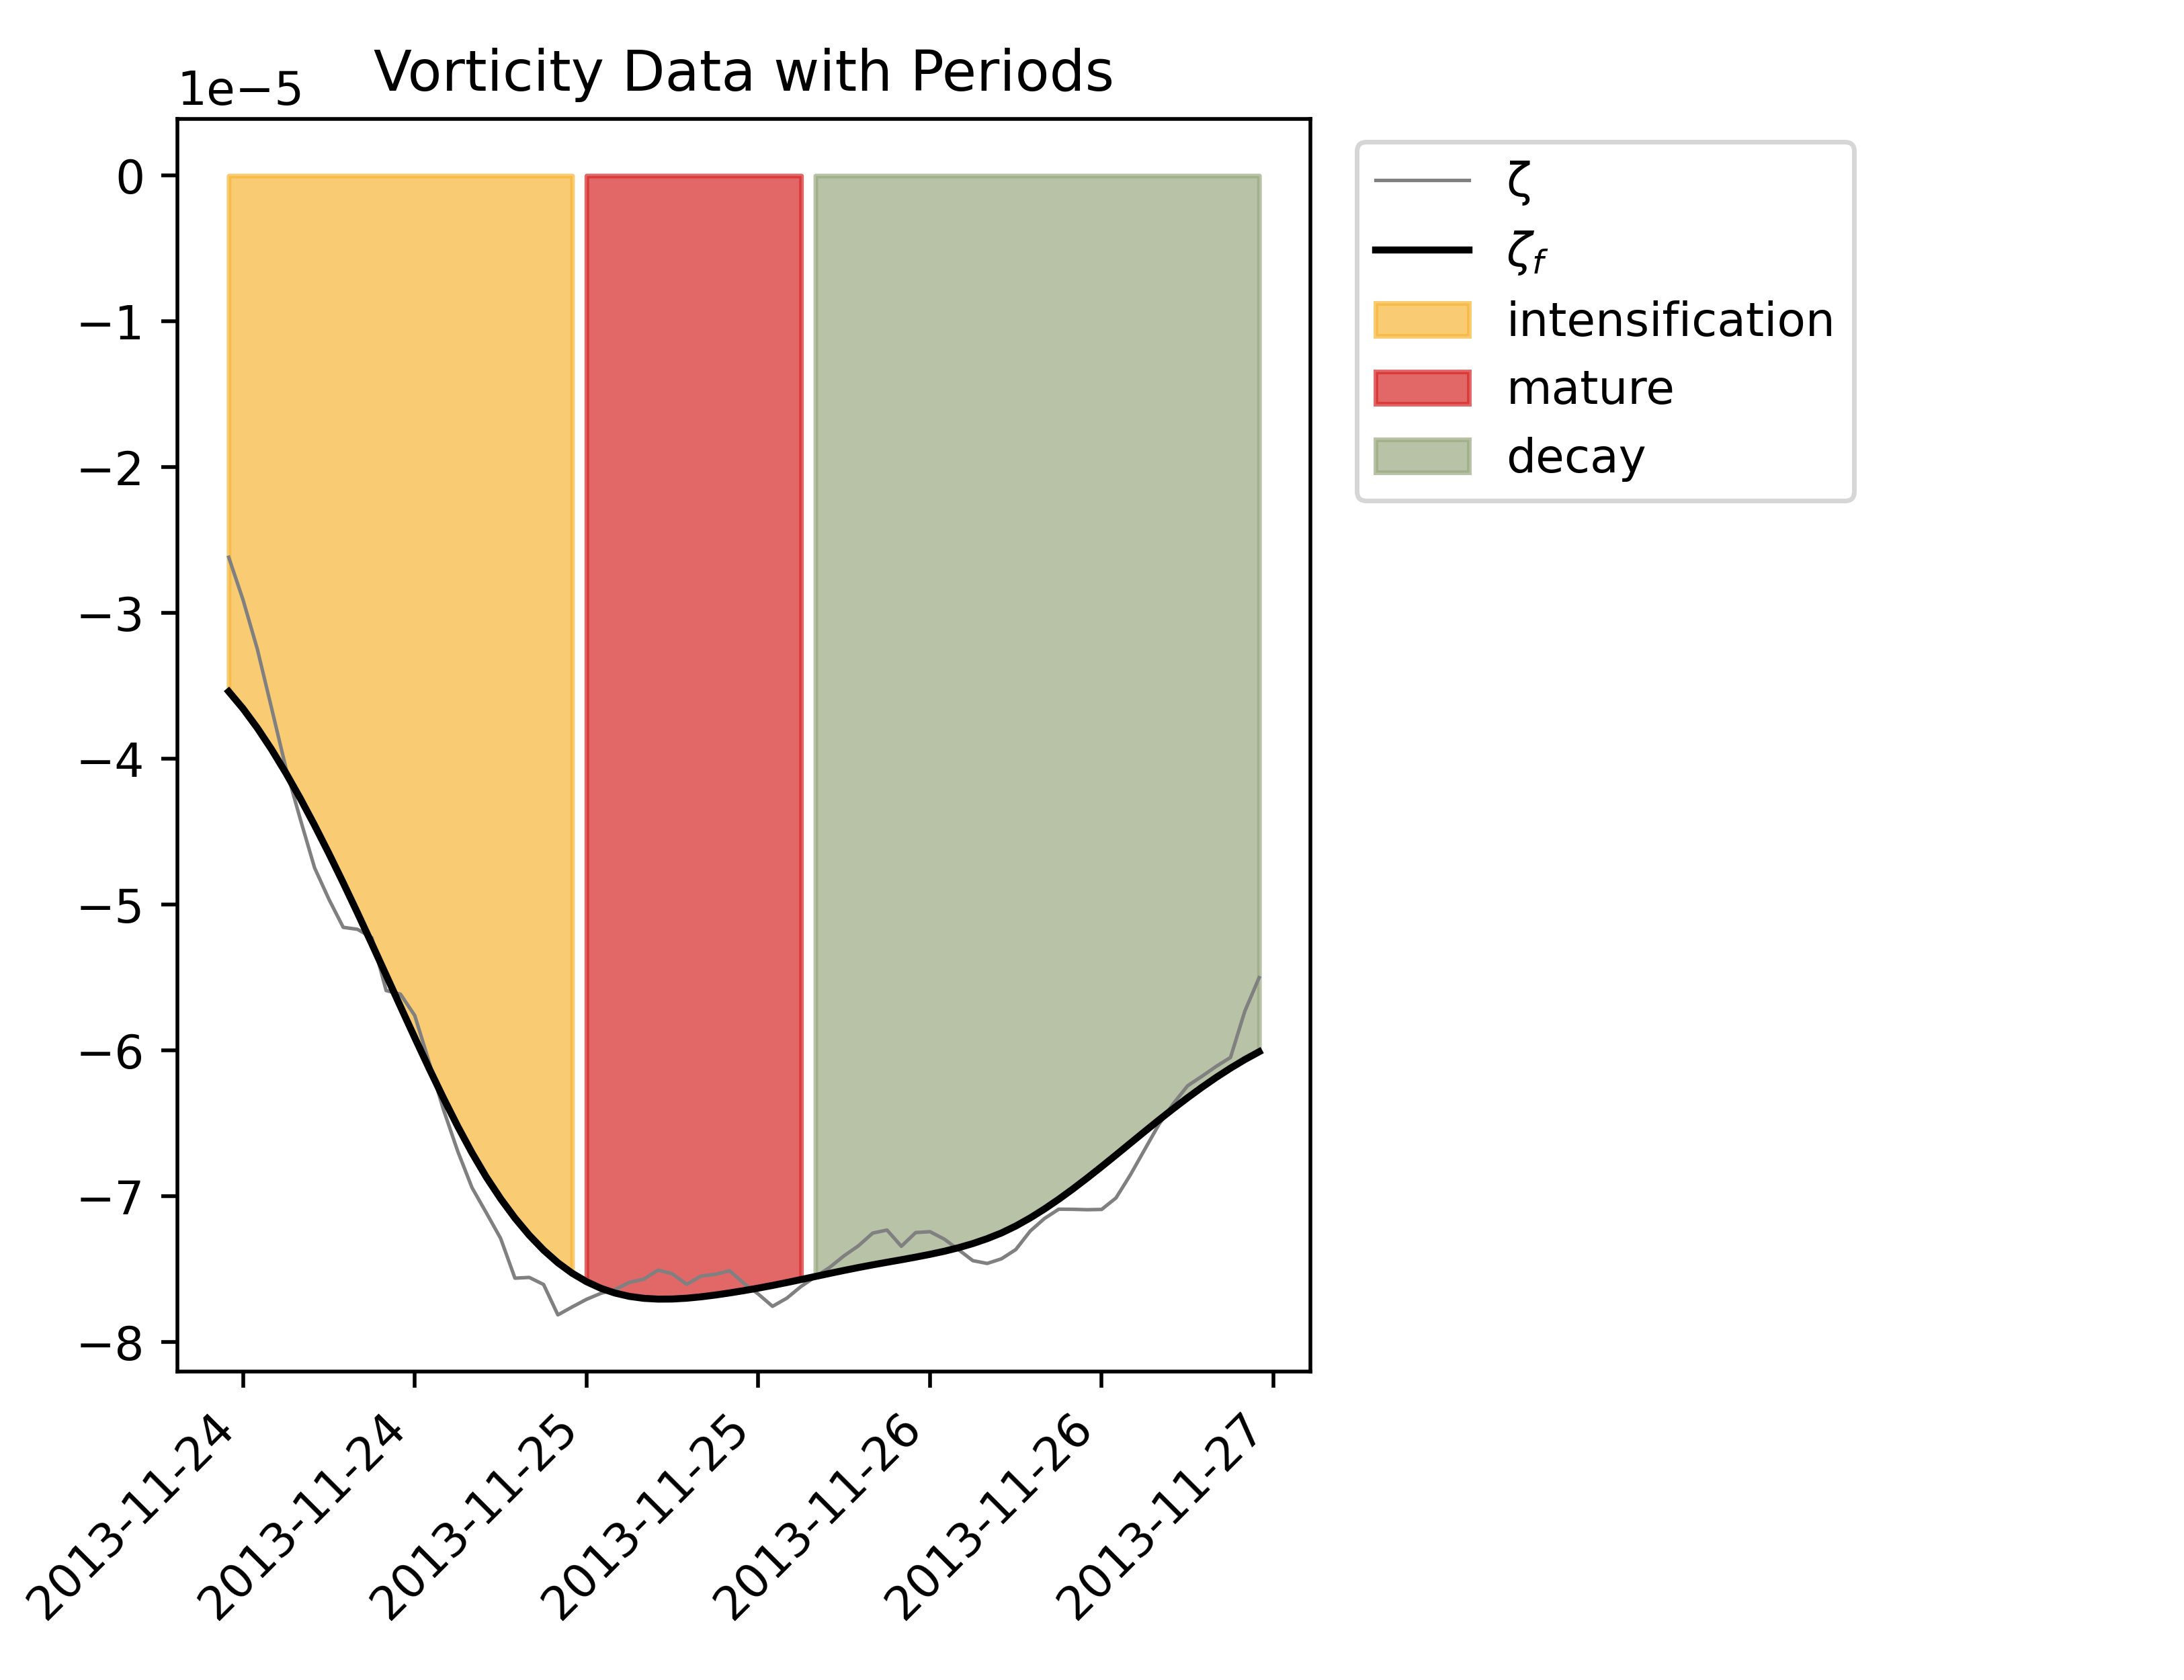 Vorticity Data with Periods
1e−5
0
−1
−2
−3
−4
−5
−6
−7
−8
2013-11-24
2013-11-24
2013-11-25
2013-11-25
2013-11-26
2013-11-26
2013-11-27
ζ
ζf
intensification
mature
decay